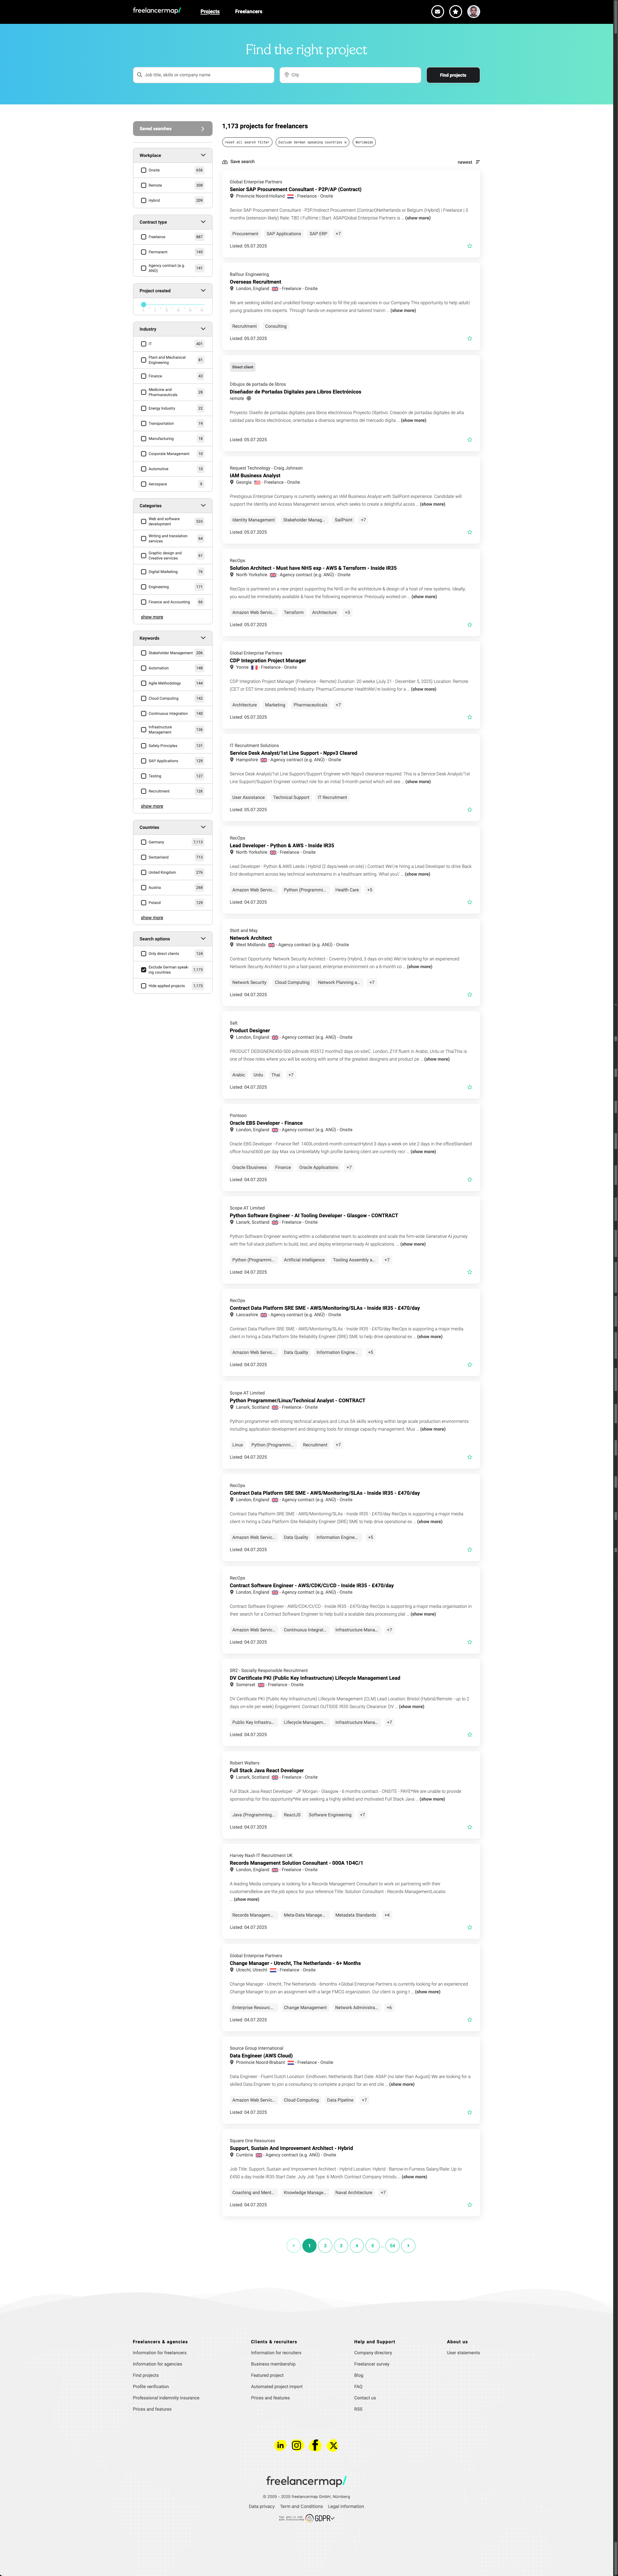 freelancermap/
Projects
Freelancers
Find the right project
Job title, skills or company name
City
Find projects
Saved searches
Workplace
Onsite 656
Remote 308
Hybrid 209
Contract type
Freelance 887
Permanent 145
Agency contract (e.g. ANÜ) 141
Project created
Industry
IT 401
Plant and Mechanical Engineering 81
Finance 43
Medicine and Pharmaceuticals 28
Energy Industry 22
Transportation 19
Manufacturing 18
Corporate Management 10
Automotive 10
Aerospace 9
Categories
Web and software development
Writing and translation services
Graphic design and Creative services
Digital Marketing
Engineering 171
Finance and Accounting
show more
Keywords
Stakeholder Management 206
Automation 148
Agile Methodology 144
Cloud Computing 142
Continuous Integration 140
Infrastructure Management 136
Safety Principles 131
SAP Applications 129
Testing 127
Recruitment 126
show more
Countries
Germany 7,113
Switzerland 713
United Kingdom 276
Austria 268
Poland 129
show more
Search options
Only direct clients 124
Exclude German speaking countries 1,173
Hide applied projects 1,173
1,173 projects for freelancers
reset all search filter
Exclude German speaking countries x
Worldwide
Save search
newest
Global Enterprise Partners
Senior SAP Procurement Consultant - P2P/AP (Contract)
Provincie Noord-Holland - Freelance - Onsite
Senior SAP Procurement Consultant - P2P/Indirect Procurement (Contract)Netherlands or Belgium (Hybrid) | Freelance | 3
months (extension likely) Rate: TBD | Fulltime | Start: ASAPGlobal Enterprise Partners is ... (show more)
Procurement SAP Applications SAP ERP +7
Listed: 05.07.2025
Balfour Engineering
Overseas Recruitment
London, England - Freelance - Onsite
We are seeking skilled and unskilled foreign workers to fill the job vacancies in our Company This opportunity to help adult/
young graduates into experts. Through hands-on experience and tailored trainin ... (show more)
Recruitment Consulting
Listed: 05.07.2025
Direct client
Dibujos de portada de libros
Diseñador de Portadas Digitales para Libros Electrónicos
remote
Proyecto: Diseño de portadas digitales para libros electrónicos Proyecto Objetivo: Creación de portadas digitales de alta
calidad para libros electrónicos, orientadas a diversos segmentos del mercado digita ... (show more)
Listed: 05.07.2025
Request Technology - Craig Johnson
IAM Business Analyst
Georgia - Freelance - Onsite
Prestigious Enterprise Company is currently seeking an IAM Business Analyst with SailPoint experience. Candidate will
support the Identity and Access Management service, which seeks to create a delightful acces ... (show more)
Identity Management Stakeholder Manag... SailPoint +7
Listed: 05.07.2025
RecOps
Solution Architect - Must have NHS exp - AWS & Terraform - Inside IR35
North Yorkshire - Agency contract (e.g. ANÜ) - Onsite
RecOps is partnered on a new project supporting the NHS on the architecture & design of a host of new systems. Ideally,
you would be immediately available & have the following experience: Previously worked on ... (show more)
Amazon Web Servic... Terraform Architecture +3
Listed: 05.07.2025
Global Enterprise Partners
CDP Integration Project Manager
Yonne - Freelance - Onsite
CDP Integration Project Manager (Freelance - Remote) Duration: 20 weeks (July 21 - December 5, 2025) Location: Remote
(CET or EST time zones preferred) Industry: Pharma/Consumer HealthWe're looking for a ... (show more)
Architecture Marketing Pharmaceuticals +7
Listed: 05.07.2025
IT Recruitment Solutions
Service Desk Analyst/1st Line Support - Nppv3 Cleared
Hampshire - Agency contract (e.g. ANÜ) - Onsite
Service Desk Analyst/1st Line Support/Support Engineer with Nppv3 clearance required. This is a Service Desk Analyst/1st
Line Support/Support Engineer contract role for an initial 5-month period which will see ... (show more)
User Assistance Technical Support IT Recruitment
Listed: 05.07.2025
RecOps
Lead Developer - Python & AWS - Inside IR35
North Yorkshire - Freelance - Onsite
Lead Developer - Python & AWS Leeds | Hybrid (2 days/week on-site) | Contract We\'re hiring a Lead Developer to drive Back
End development across key technical workstreams in a healthcare setting. What you\' ... (show more)
Amazon Web Servic... Python (Programmi... Health Care +5
Listed: 04.07.2025
Stott and May
Network Architect
West Midlands - Agency contract (e.g. ANÜ) - Onsite
Contract Opportunity: Network Security Architect - Coventry (Hybrid, 3 days on-site) We\'re looking for an experienced
Network Security Architect to join a fast-paced, enterprise environment on a 6-month co ... (show more)
Network Security Cloud Computing Network Planning a... +7
Listed: 04.07.2025
Salt
Product Designer
London, England - Agency contract (e.g. ANÜ) - Onsite
PRODUCT DESIGNER£450-500 pdInside IR3512 months3 days on-siteC. London, Z1If fluent in Arabic, Urdu or ThaiThis is
one of those roles where you will be working with some of the greatest designers and product pe ... (show more)
Arabic Urdu Thai +7
Listed: 04.07.2025
Pontoon
Oracle EBS Developer - Finance
London, England - Agency contract (e.g. ANÜ) - Onsite
Oracle EBS Developer - Finance Ref: 1403London6-month contractHybrid 3 days a week on site 2 days in the officeStandard
office hours£600 per day Max via UmbrellaMy high profile banking client are currently recr ... (show more)
Oracle Ebusiness Finance Oracle Applications +7
Listed: 04.07.2025
Scope AT Limited
Python Software Engineer - AI Tooling Developer - Glasgow - CONTRACT
Lanark, Scotland - Freelance - Onsite
Python Software Engineer working within a collaborative team to accelerate and scale the firm-wide Generative AI journey
with the full-stack platform to build, test, and deploy enterprise-ready AI applications. ... (show more)
Python (Programmi... Artificial Intelligence Tooling Assembly a... +7
Listed: 04.07.2025
RecOps
Contract Data Platform SRE SME - AWS/Monitoring/SLAs - Inside IR35 - £470/day
Lancashire - Agency contract (e.g. ANÜ) - Onsite
Contract Data Platform SRE SME - AWS/Monitoring/SLAs - Inside IR35 - £470/day RecOps is supporting a major media
client in hiring a Data Platform Site Reliability Engineer (SRE) SME to help drive operational ex ... (show more)
Amazon Web Servic... Data Quality Information Engine... +5
Listed: 04.07.2025
Scope AT Limited
Python Programmer/Linux/Technical Analyst - CONTRACT
Lanark, Scotland - Freelance - Onsite
Python programmer with strong technical analysis and Linux SA skills working within large scale production environments
including application development and designing tools for storage capacity management. Mus ... (show more)
Linux Python (Programmi... Recruitment +7
Listed: 04.07.2025
RecOps
Contract Data Platform SRE SME - AWS/Monitoring/SLAs - Inside IR35 - £470/day
London, England - Agency contract (e.g. ANÜ) - Onsite
Contract Data Platform SRE SME - AWS/Monitoring/SLAs - Inside IR35 - £470/day RecOps is supporting a major media
client in hiring a Data Platform Site Reliability Engineer (SRE) SME to help drive operational ex ... (show more)
Amazon Web Servic... Data Quality Information Engine... +5
Listed: 04.07.2025
RecOps
Contract Software Engineer - AWS/CDK/CI/CD - Inside IR35 - £470/day
London, England - Agency contract (e.g. ANÜ) - Onsite
Contract Software Engineer - AWS/CDK/CI/CD - Inside IR35 - £470/day RecOps is supporting a major media organisation in
their search for a Contract Software Engineer to help build a scalable data processing plat ... (show more)
Amazon Web Servic... Continuous Integrat... Infrastructure Mana... +7
Listed: 04.07.2025
SR2 - Socially Responsible Recruitment
DV Certificate PKI (Public Key Infrastructure) Lifecycle Management Lead
Somerset - Freelance - Onsite
DV Certificate PKI (Public Key Infrastructure) Lifecycle Management (CLM) Lead Location: Bristol (Hybrid/Remote - up to 2
days on-site per week) Engagement: Contract OUTSIDE IR35 Security Clearance: DV ... (show more)
Public Key Infrastru... Lifecycle Managem... Infrastructure Mana... +7
Listed: 04.07.2025
Robert Walters
Full Stack Java React Developer
Lanark, Scotland - Freelance - Onsite
Full Stack Java React Developer - JP Morgan - Glasgow - 6 months contract - ONSITE - PAYE*We are unable to provide
sponsorship for this opportunity*We are seeking a highly skilled and motivated Full Stack Java ... (show more)
Java (Programming... ReactJS Software Engineering +7
Listed: 04.07.2025
Harvey Nash IT Recruitment UK
Records Management Solution Consultant - 000A 1D4C/1
London, England - Freelance - Onsite
A leading Media company is looking for a Records Management Consultant to work on partnering with their
customersBelow are the job specs for your reference Title: Solution Consultant - Records ManagementLocatio
... (show more)
Records Managem... Meta-Data Manage... Metadata Standards +4
Listed: 04.07.2025
Global Enterprise Partners
Change Manager - Utrecht, The Netherlands - 6+ Months
Utrecht, Utrecht - Freelance - Onsite
Change Manager - Utrecht, The Netherlands - 6months +Global Enterprise Partners is currently looking for an experienced
Change Manager to join an assignment with a large FMCG organization. Our client is going t ... (show more)
Enterprise Resourc... Change Management Network Administra... +6
Listed: 04.07.2025
Source Group International
Data Engineer (AWS Cloud)
Provincie Noord-Brabant - Freelance - Onsite
Data Engineer - Fluent Dutch Location: Eindhoven, Netherlands Start Date: ASAP (no later than August) We are looking for a
skilled Data Engineer to join a consultancy to complete a project for an end clie ... (show more)
Amazon Web Servic... Cloud Computing Data Pipeline +7
Listed: 04.07.2025
Square One Resources
Support, Sustain And Improvement Architect - Hybrid
Cumbria - Agency contract (e.g. ANÜ) - Onsite
Job Title: Support, Sustain and Improvement Architect - Hybrid Location: Hybrid - Barrow-in-Furness Salary/Rate: Up to
£450 a day Inside IR35 Start Date: July Job Type: 6 Month Contract Company Introdu... (show more)
Coaching and Ment... Knowledge Manage... Naval Architecture +7
Listed: 04.07.2025
1 2 3 4 5 ... 54
Freelancers & agencies
Information for freelancers
Information for agencies
Find projects
Profile verification
Professional indemnity insurance
Prices and features
Clients & recruiters
Information for recruiters
Business membership
Featured project
Automated project import
Prices and features
Help and Support
Company directory
Freelancer survey
Blog
FAQ
Contact us
RSS
About us
User statements
freelancermap/
© 2005 - 2025 freelancermap GmbH, Nürnberg
Data privacy Term and Conditions Legal information
GDPR